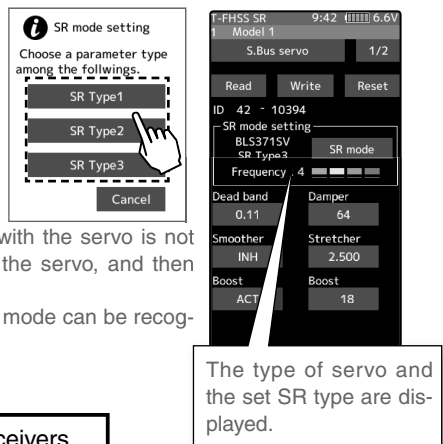 SR mode setting
Choose a parameter type
among the follwings.
SR Type1
SR Type2
SR Type3
Cancel
with the servo is not
the servo, and then
mode can be recog-
T-FHSS SR 9:42 6.6V
1 Model 1
S.Bus servo 1/2
Read Write Reset
ID 42 - 10394
SR mode setting
BLS371SV
SR Type3
SR mode
Frequency 4
Dead band Damper
0.11 64
Smoother Stretcher
INH 2.500
Boost Boost
ACT 18
The type of servo and
the set SR type are dis-
played.
ceivers